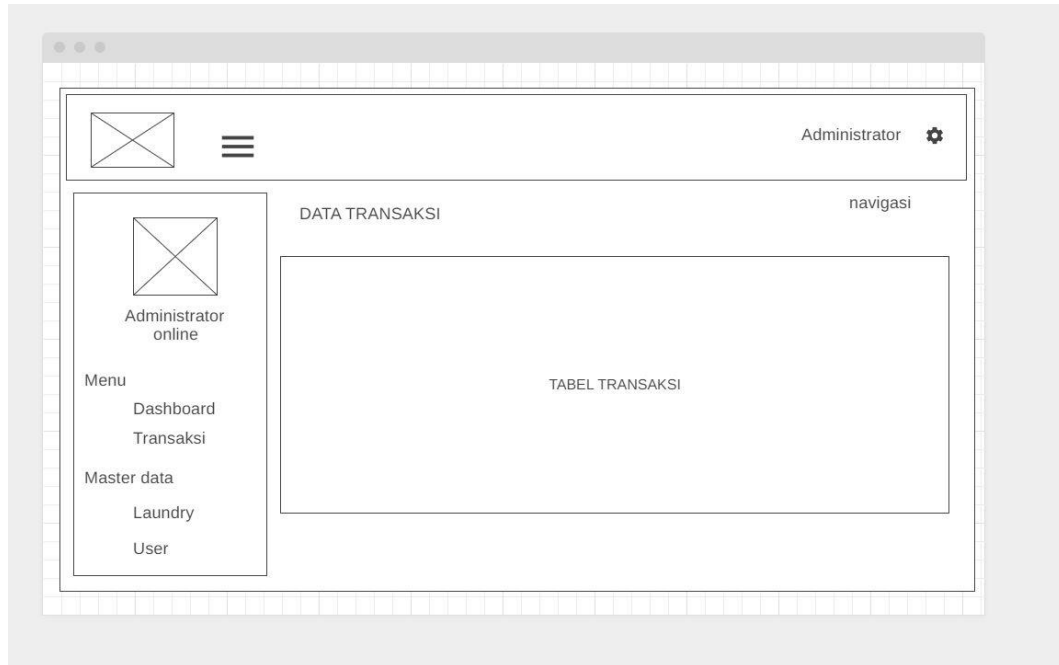 Administrator
navigasi
DATA TRANSAKSI
Administrator
online
Menu
Dashboard
Transaksi
Master data
Laundry
User
TABEL TRANSAKSI